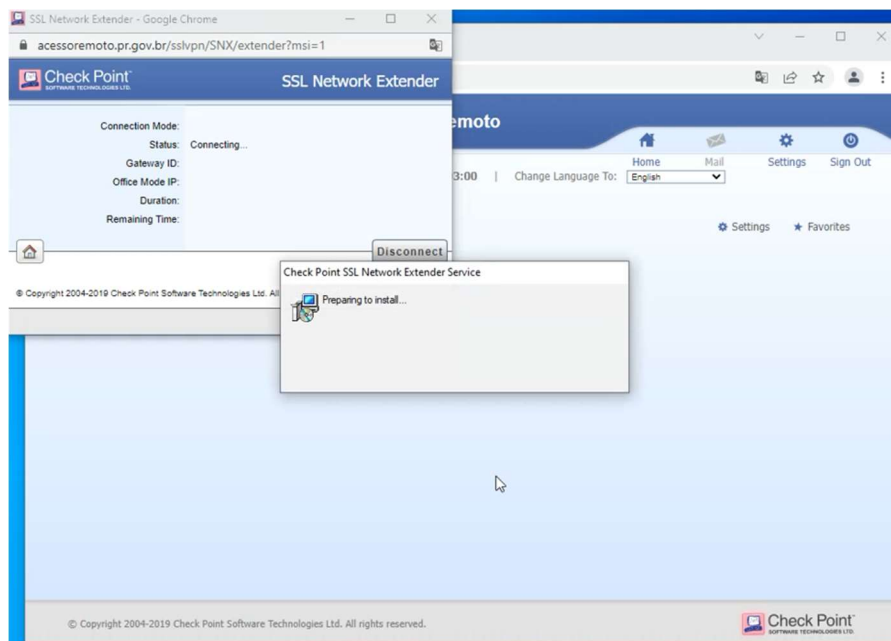 SSL Network Extender - Google Chrome
acessoremoto.pr.gov.br/sslvpn/SNX/extender?msi=1
Check Point
SOFTWARE TECHNOLOGIES LTD.
SSL Network Extender
Connection Mode:
Status: Connecting...
Gateway ID:
Office Mode IP:
Duration:
Remaining Time:
Disconnect
© Copyright 2004-2019 Check Point Software Technologies Ltd. All
emoto
Home Mail Settings Sign Out
3:00 | Change Language To: English
Settings Favorites
Check Point SSL Network Extender Service
Preparing to install...
© Copyright 2004-2019 Check Point Software Technologies Ltd. All rights reserved.
Check Point
SOFTWARE TECHNOLOGIES LTD.